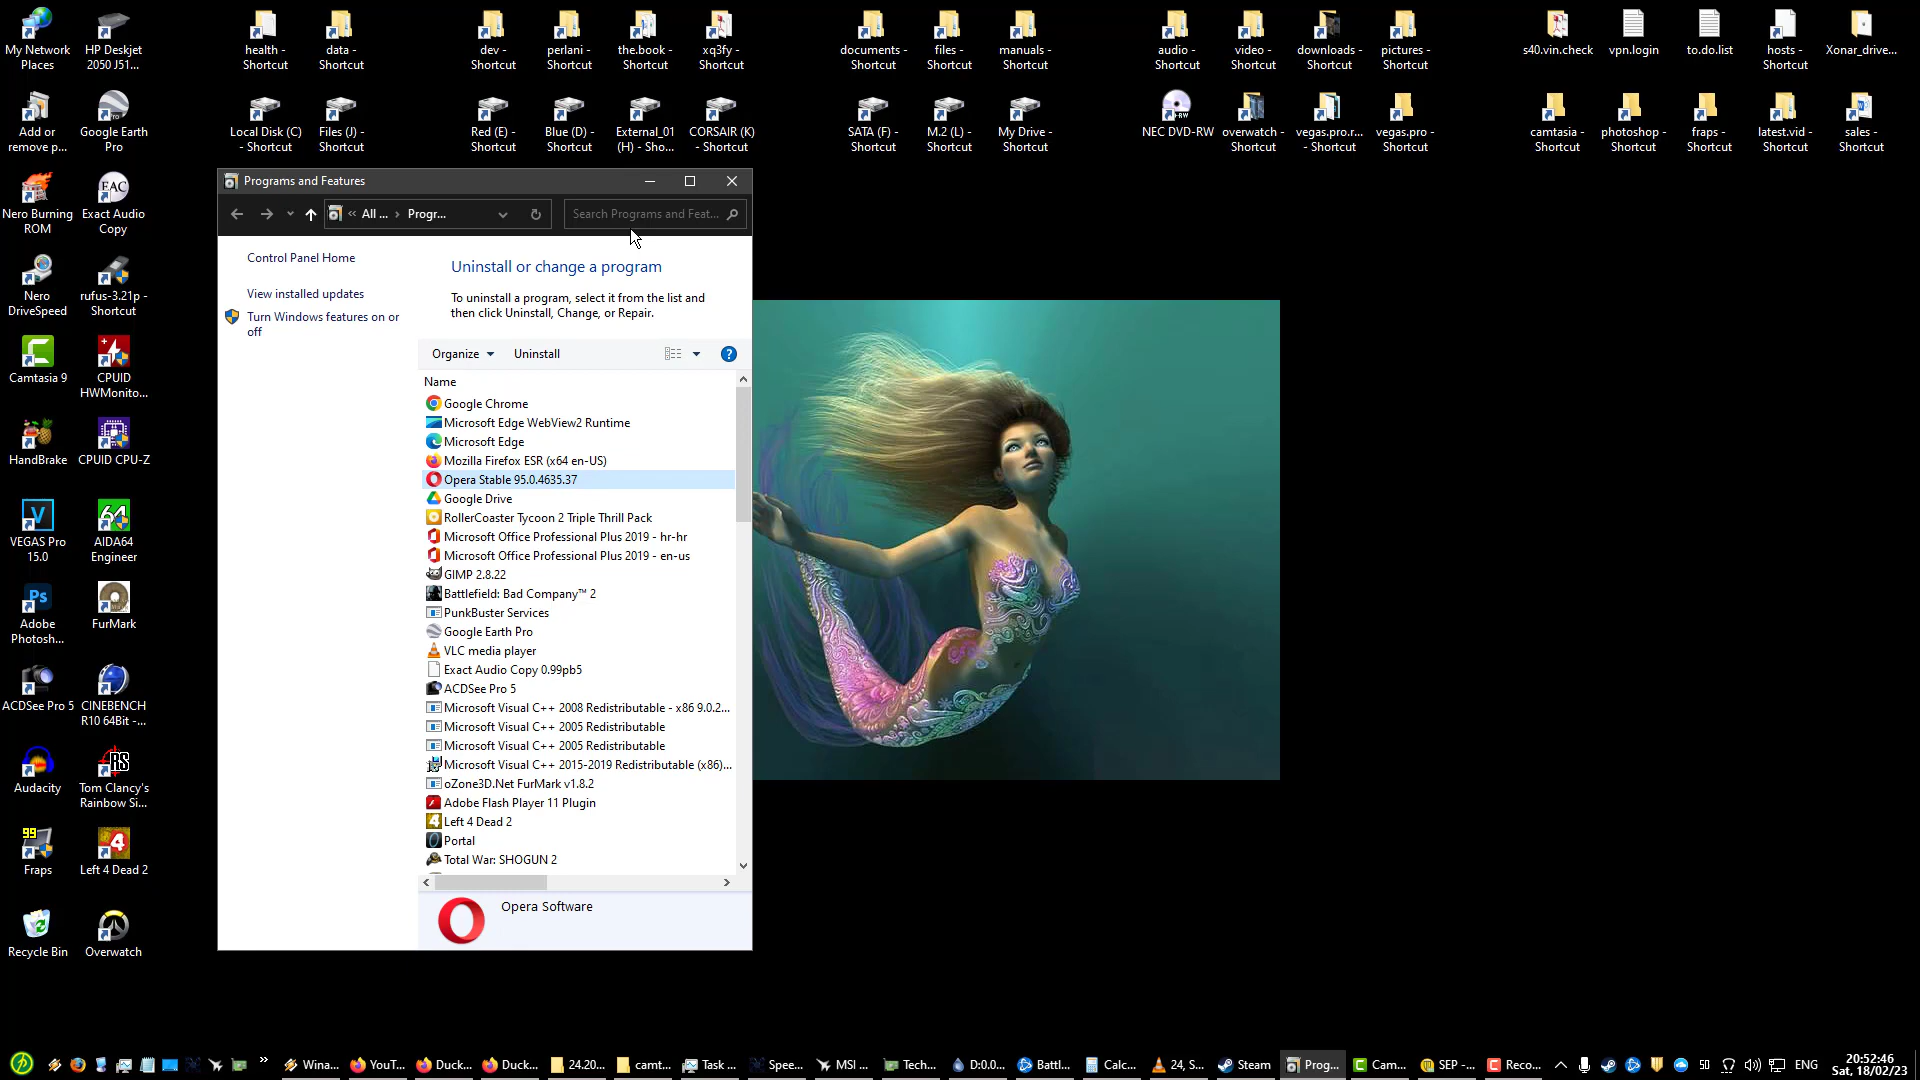 My Network
Places
HP Deskjet
2050 J51...
health -
Shortcut
data -
Shortcut
dev -
Shortcut
perlani -
Shortcut
the.book -
Shortcut
xq3fy -
Shortcut
documents -
Shortcut
files -
Shortcut
manuals -
Shortcut
audio -
Shortcut
video -
Shortcut
downloads -
Shortcut
pictures -
Shortcut
s40.vin.check
vpn.login
to.do.list
hosts -
Shortcut
Xonar_drive...
Add or
remove p...
Google Earth
Pro
Local Disk (C)
- Shortcut
Files (J) -
Shortcut
Red (E) -
Shortcut
Blue (D) -
Shortcut
External_01
(H) - Sho...
CORSAIR (K)
- Shortcut
SATA (F) -
Shortcut
M.2 (L) -
Shortcut
My Drive -
Shortcut
NEC DVD-RW
overwatch -
Shortcut
vegas.pro.r...
- Shortcut
vegas.pro -
Shortcut
camtasia -
Shortcut
photoshop -
Shortcut
fraps -
Shortcut
latest.vid -
Shortcut
sales -
Shortcut
Nero Burning
ROM
Exact Audio
Copy
Nero
DriveSpeed
rufus-3.21p -
Shortcut
Camtasia 9
CPUID
HWMonito...
HandBrake
CPUID CPU-Z
VEGAS Pro
15.0
AIDA64
Engineer
Adobe
Photosh...
FurMark
ACDSee Pro 5
CINEBENCH
R10 64Bit -...
Audacity
Tom Clancy's
Rainbow Si...
Fraps
Left 4 Dead 2
Recycle Bin
Overwatch
Programs and Features
All ...
Progr...
Search Programs and Feat...
Control Panel Home
View installed updates
Turn Windows features on or
off
Uninstall or change a program
To uninstall a program, select it from the list and
then click Uninstall, Change, or Repair.
Organize
Uninstall
Name
Google Chrome
Microsoft Edge WebView2 Runtime
Microsoft Edge
Mozilla Firefox ESR (x64 en-US)
Opera Stable 95.0.4635.37
Google Drive
RollerCoaster Tycoon 2 Triple Thrill Pack
Microsoft Office Professional Plus 2019 - hr-hr
Microsoft Office Professional Plus 2019 - en-us
GIMP 2.8.22
Battlefield: Bad Company™ 2
PunkBuster Services
Google Earth Pro
VLC media player
Exact Audio Copy 0.99pb5
ACDSee Pro 5
Microsoft Visual C++ 2008 Redistributable - x86 9.0.2...
Microsoft Visual C++ 2005 Redistributable
Microsoft Visual C++ 2005 Redistributable
Microsoft Visual C++ 2015-2019 Redistributable (x86)...
oZone3D.Net FurMark v1.8.2
Adobe Flash Player 11 Plugin
Left 4 Dead 2
Portal
Total War: SHOGUN 2
Opera Software
Wina...
YouT...
Duck...
Duck...
24.20...
camt...
Task ...
Spee...
MSI ...
Tech...
D:0.0...
Battl...
Calc...
24, S...
Steam
Prog...
Cam...
SEP -...
Reco...
50
ENG
20:52:46
Sat, 18/02/23